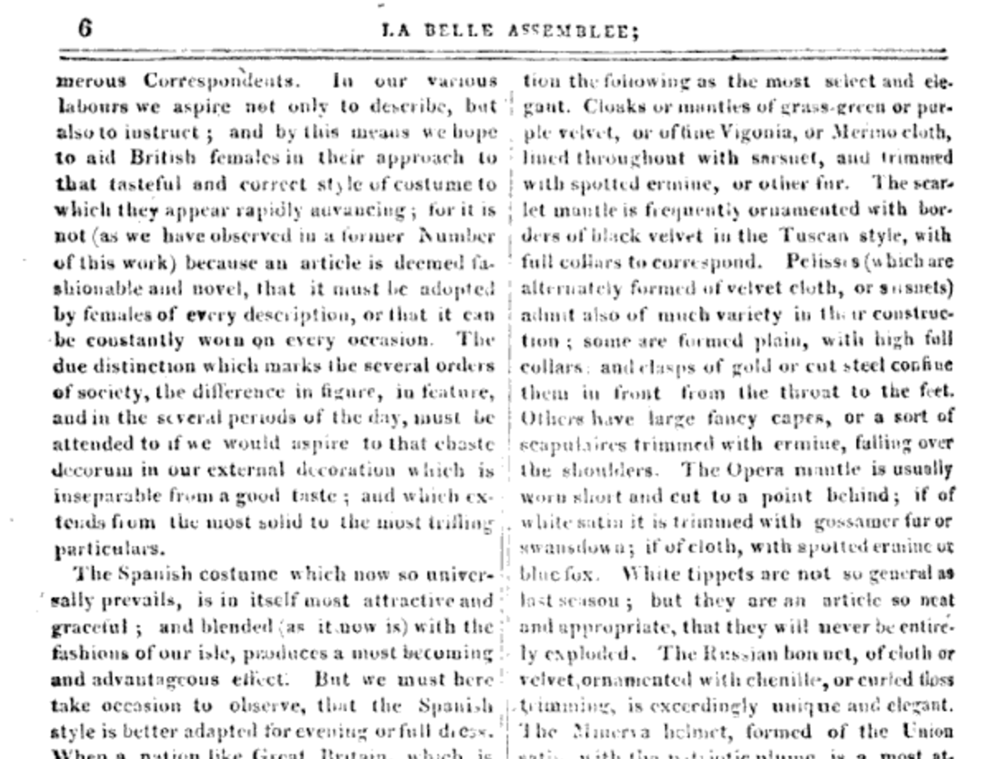 6
LA BELLE ASSEMBLEE;
merous Correspondents. In our various
labours we aspire not only to describe, but
also to instruct; and by this means we hope
to aid British females in their approach to
that tasteful and correct style of costume to
which they appear rapidly advancing; for it is
not (as we have observed in a former Number
of this work) because an article is deemed fa-
shionable and novel, that it must be adopted
by females of every description, or that it can
be constantly worn on every occasion. The
due distinction which marks the several orders
of society, the difference in figure, in feature,
and in the several periods of the day, must be
attended to if we would aspire to that chaste
decorum in our external decoration which is
inseparable from a good taste; and which ex-
tends from the most solid to the most trifling
particulars.
The Spanish costume which now so univer-
sally prevails, is in itself most attractive and
graceful; and blended (as it now is) with the
fashions of our isle, produces a most becoming
and advantageous effect. But we must here
take occasion to observe, that the Spanish
style is better adapted for evening or full dress.
When a nation like Great Britain, which is
tion the following as the most select and ele-
gant. Cloaks or mantles of grass-green or pur-
ple velvet, or of fine Vigonia, or Merino cloth,
lined throughout with sarsnet, and trimmed
with spotted ermine, or other fur. The scar-
let mantle is frequently ornamented with bor-
ders of black velvet in the Tuscan style, with
full collars to correspond. Pelisses (which are
alternately formed of velvet cloth, or sarsnets)
admit also of much variety in their construc-
tion; some are formed plain, with high full
collars; and clasps of gold or cut steel confine
them in front from the throat to the feet.
Others have large fancy capes, or a sort of
scapulaires trimmed with ermine, falling over
the shoulders. The Opera mantle is usually
worn short and cut to a point behind; if of
white satin it is trimmed with gossamer fur or
swansdown; if of cloth, with spotted ermine or
blue fox. White tippets are not so general as
last season; but they are an article so neat
and appropriate, that they will never be entire-
ly exploded. The Russian bonnet, of cloth or
velvet, ornamented with chenille, or curled floss
trimming, is exceedingly unique and elegant.
The Minerva helmet, formed of the Union
satin, with the patriotic plume, is a most at-